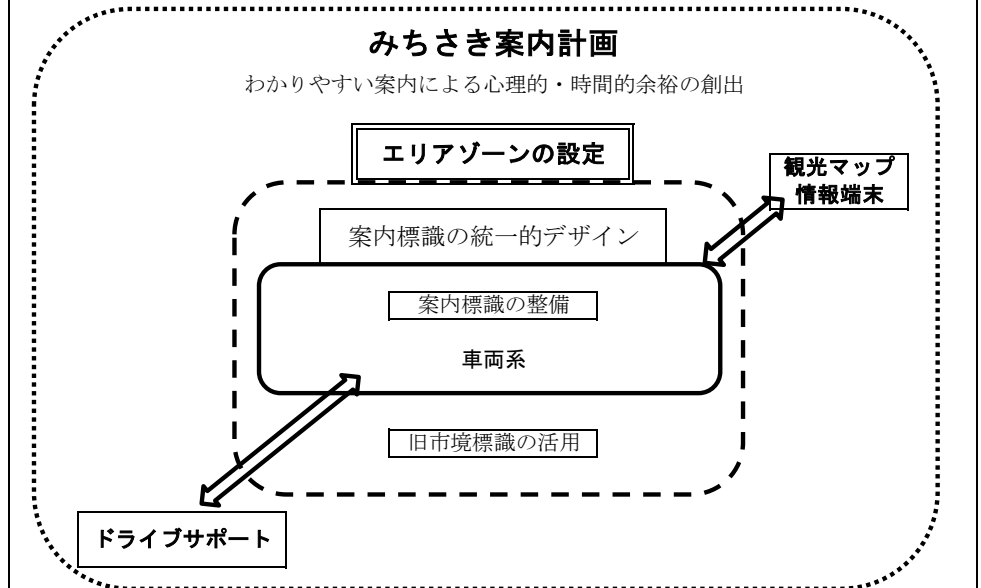 みちさき案内計画
わかりやすい案内による心理的・時間的余裕の創出
エリアゾーンの設定
観光マップ
情報端末
案内標識の統一的デザイン
案内標識の整備
車両系
旧市境標識の活用
ドライブサポート